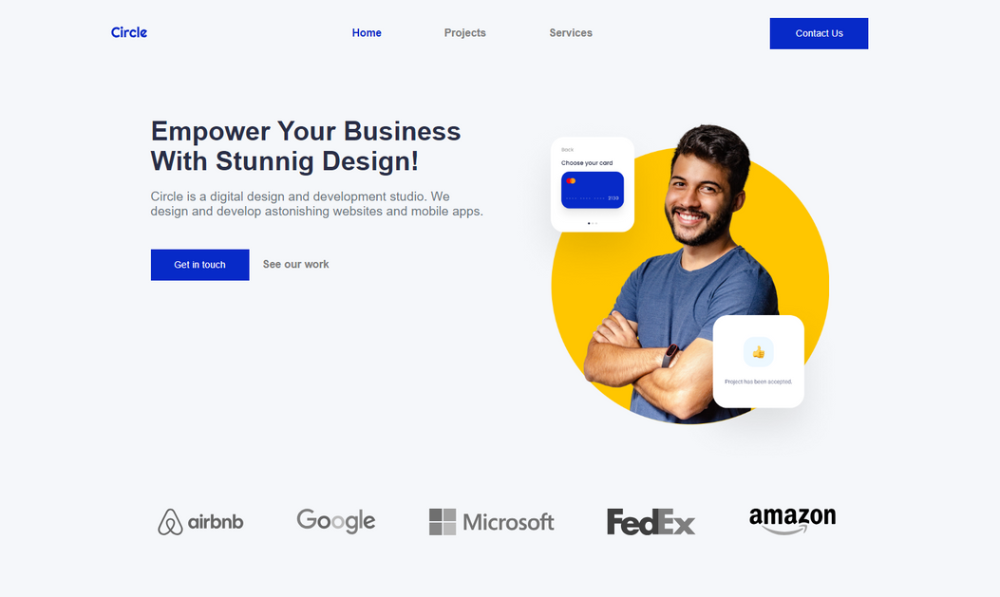 Circle
Home
Projects
Services
Contact Us
Empower Your Business
With Stunnig Design!
Circle is a digital design and development studio. We
design and develop astonishing websites and mobile apps.
Get in touch
See our work
Back
Choose your card
2130
Project has been accepted.
airbnb
Google
Microsoft
FedEx
amazon